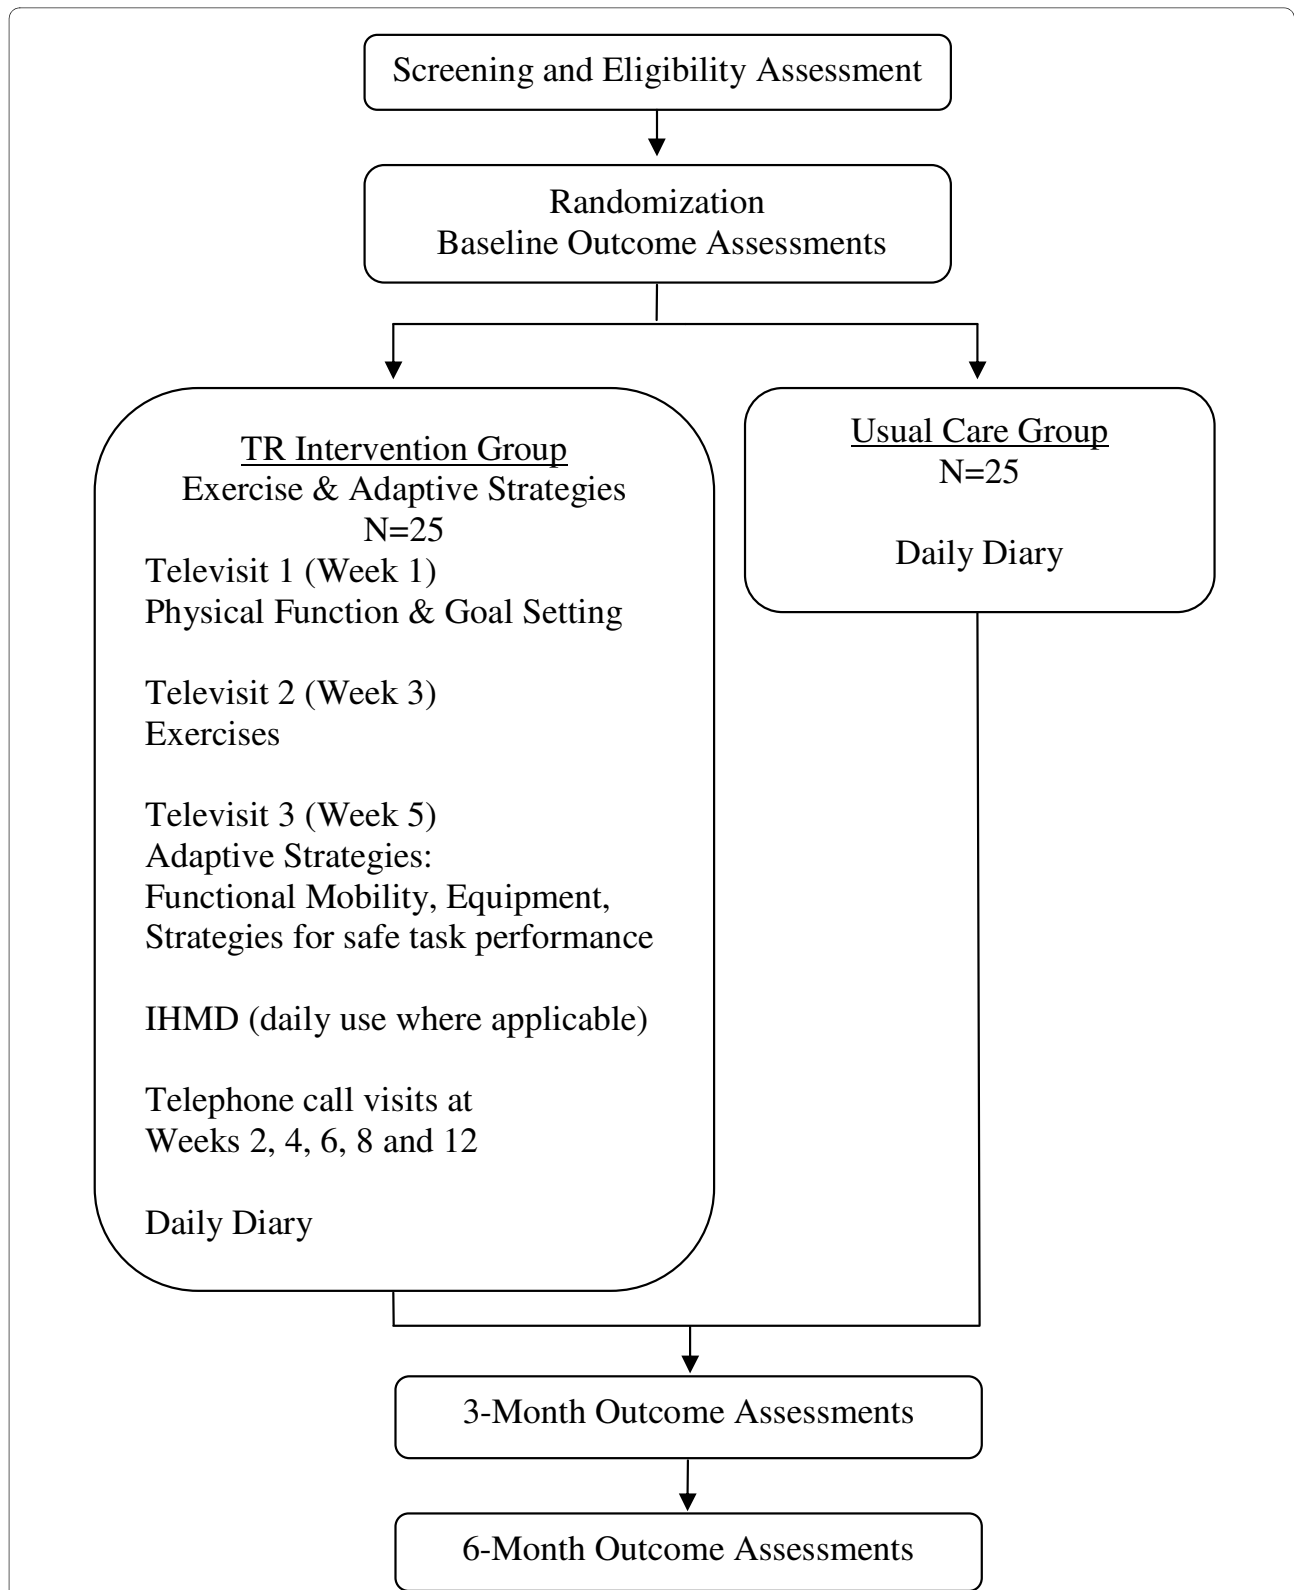 Screening and Eligibility Assessment
Randomization
Baseline Outcome Assessments
TR Intervention Group
Exercise & Adaptive Strategies
N=25
Televisit 1 (Week 1)
Physical Function & Goal Setting
Televisit 2 (Week 3)
Exercises
Televisit 3 (Week 5)
Adaptive Strategies:
Functional Mobility, Equipment,
Strategies for safe task performance
IHMD (daily use where applicable)
Telephone call visits at
Weeks 2, 4, 6, 8 and 12
Daily Diary
Usual Care Group
N=25
Daily Diary
3-Month Outcome Assessments
6-Month Outcome Assessments